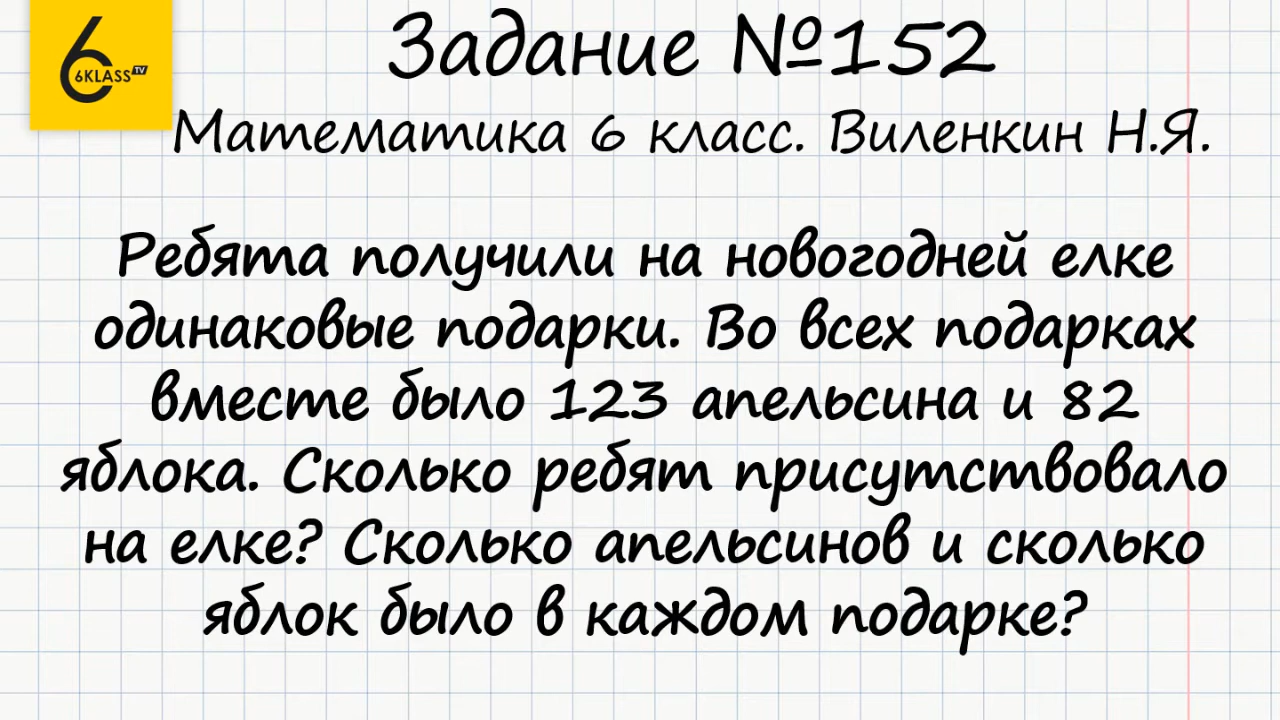 6KLASS TV
Задание №152
Математика 6 класс. Виленкин Н.Я.
Ребята получили на новогодней елке
одинаковые подарки. Во всех подарках
вместе было 123 апельсина и 82
яблока. Сколько ребят присутствовало
на елке? Сколько апельсинов и сколько
яблок было в каждом подарке?